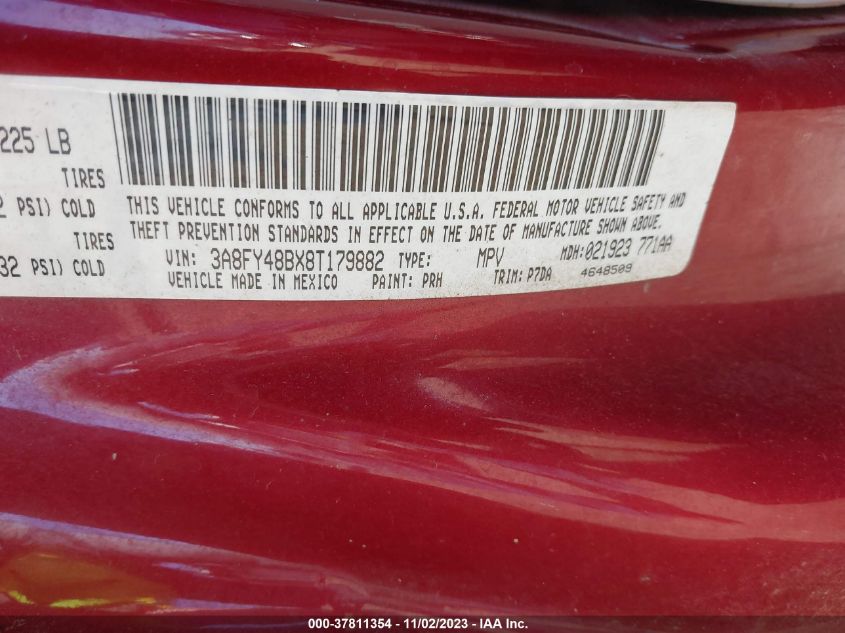 225 LB
TIRES
2 PSI) COLD
TIRES
32 PSI) COLD
THIS VEHICLE CONFORMS TO ALL APPLICABLE U.S.A. FEDERAL MOTOR VEHICLE SAFETY AND
THEFT PREVENTION STANDARDS IN EFFECT ON THE DATE OF MANUFACTURE SHOWN ABOVE.
VIN: 3A8FY48BX8T179882 TYPE: MPV MDH:021923 771AA
VEHICLE MADE IN MEXICO PAINT: PRH TRIM: P7DA 4648509
000-37811354 - 11/02/2023 - IAA Inc.